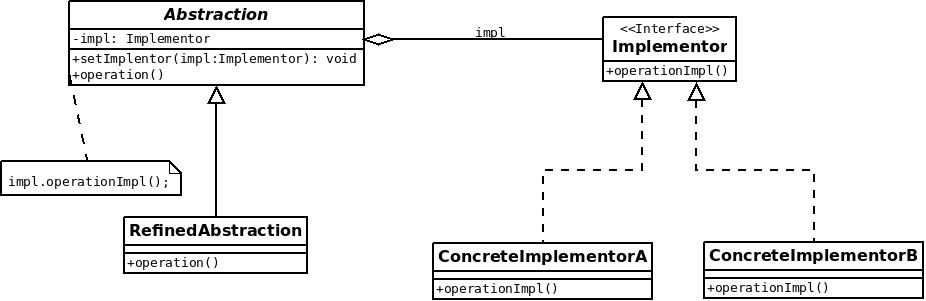 Abstraction
-impl: Implementor
+setImplentor(impl:Implementor): void
+operation()
impl
<<Interface>>
Implementor
+operationImpl()
impl.operationImpl();
RefinedAbstraction
+operation()
ConcreteImplementorA
+operationImpl()
ConcreteImplementorB
+operationImpl()